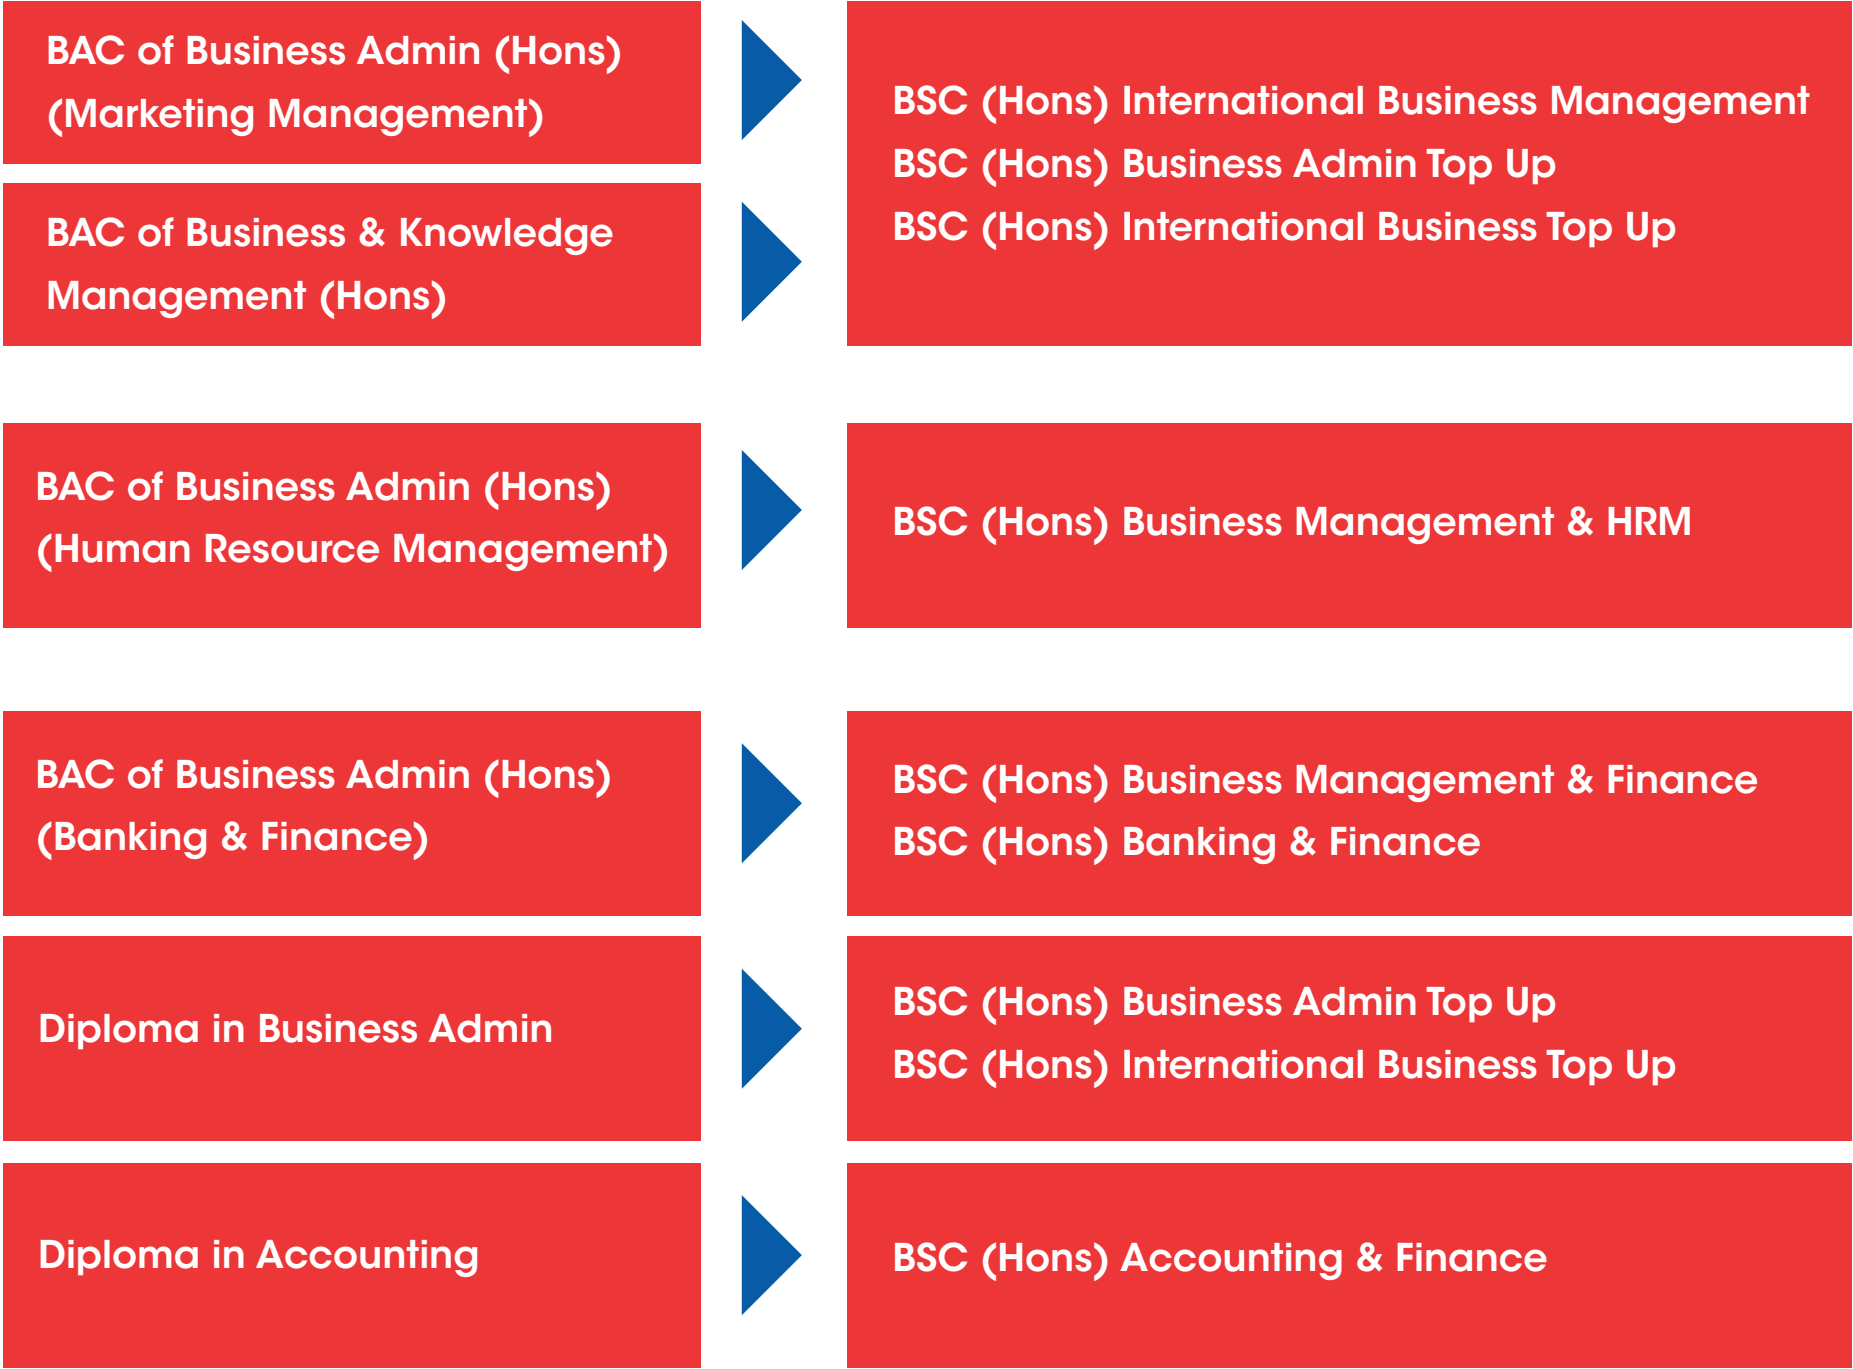 BAC of Business Admin (Hons)
(Marketing Management)
BAC of Business & Knowledge
Management (Hons)
BSC (Hons) International Business Management
BSC (Hons) Business Admin Top Up
BSC (Hons) International Business Top Up
BAC of Business Admin (Hons)
(Human Resource Management)
BSC (Hons) Business Management & HRM
BAC of Business Admin (Hons)
(Banking & Finance)
BSC (Hons) Business Management & Finance
BSC (Hons) Banking & Finance
Diploma in Business Admin
BSC (Hons) Business Admin Top Up
BSC (Hons) International Business Top Up
Diploma in Accounting
BSC (Hons) Accounting & Finance